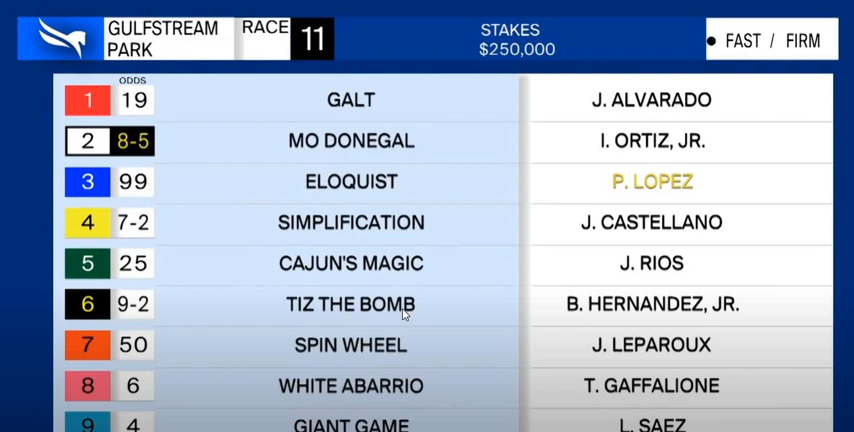 GULFSTREAM PARK RACE 11 STAKES $250,000 FAST / FIRM
ODDS
1 19 GALT J. ALVARADO
2 8-5 MO DONEGAL I. ORTIZ, JR.
3 99 ELOQUIST P. LOPEZ
4 7-2 SIMPLIFICATION J. CASTELLANO
5 25 CAJUN'S MAGIC J. RIOS
6 9-2 TIZ THE BOMB B. HERNANDEZ, JR.
7 50 SPIN WHEEL J. LEPAROUX
8 6 WHITE ABARRIO T. GAFFALIONE
9 4 GIANT GAME L. SAEZ